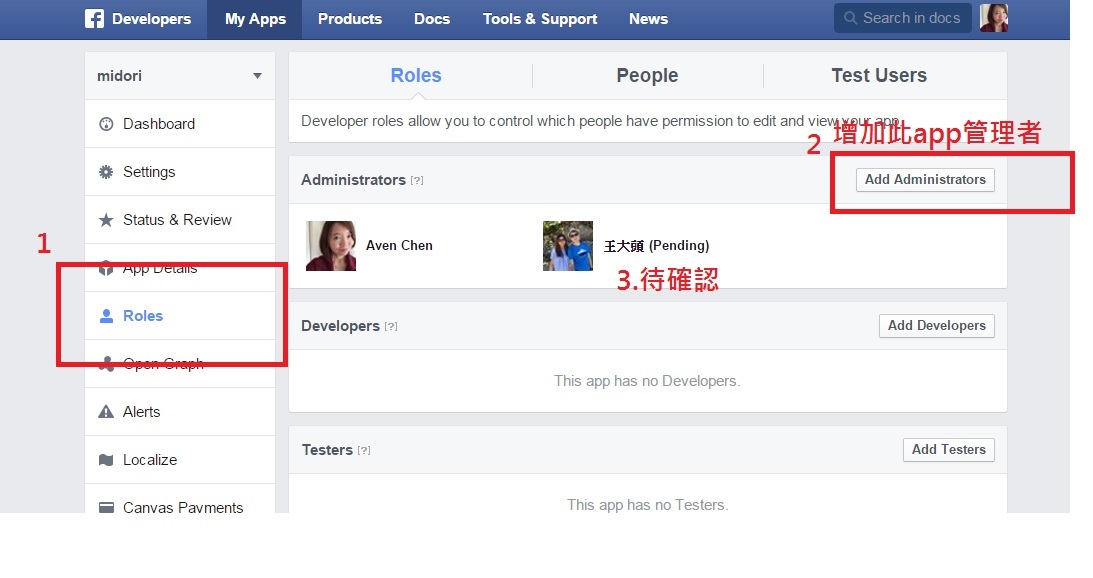 Developers My Apps Products Docs Tools & Support News Search in docs
midori
Dashboard
Settings
Status & Review
App Details
Roles
Open Graph
Alerts
Localize
Canvas Payments
1
Roles People Test Users
Developer roles allow you to control which people have permission to edit and view your app.
2 增加此app管理者
Administrators [?] Add Administrators
Aven Chen 王大頭 (Pending)
3.待確認
Developers [?] Add Developers
This app has no Developers.
Testers [?] Add Testers
This app has no Testers.